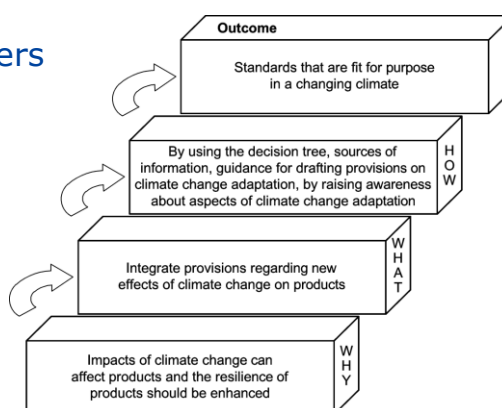 ers
Outcome
Standards that are fit for purpose
in a changing climate
By using the decision tree, sources of
information, guidance for drafting provisions on
climate change adaptation, by raising awareness
about aspects of climate change adaptation
HOW
Integrate provisions regarding new
effects of climate change on products
WHAT
Impacts of climate change can
affect products and the resilience of
products should be enhanced
WHY